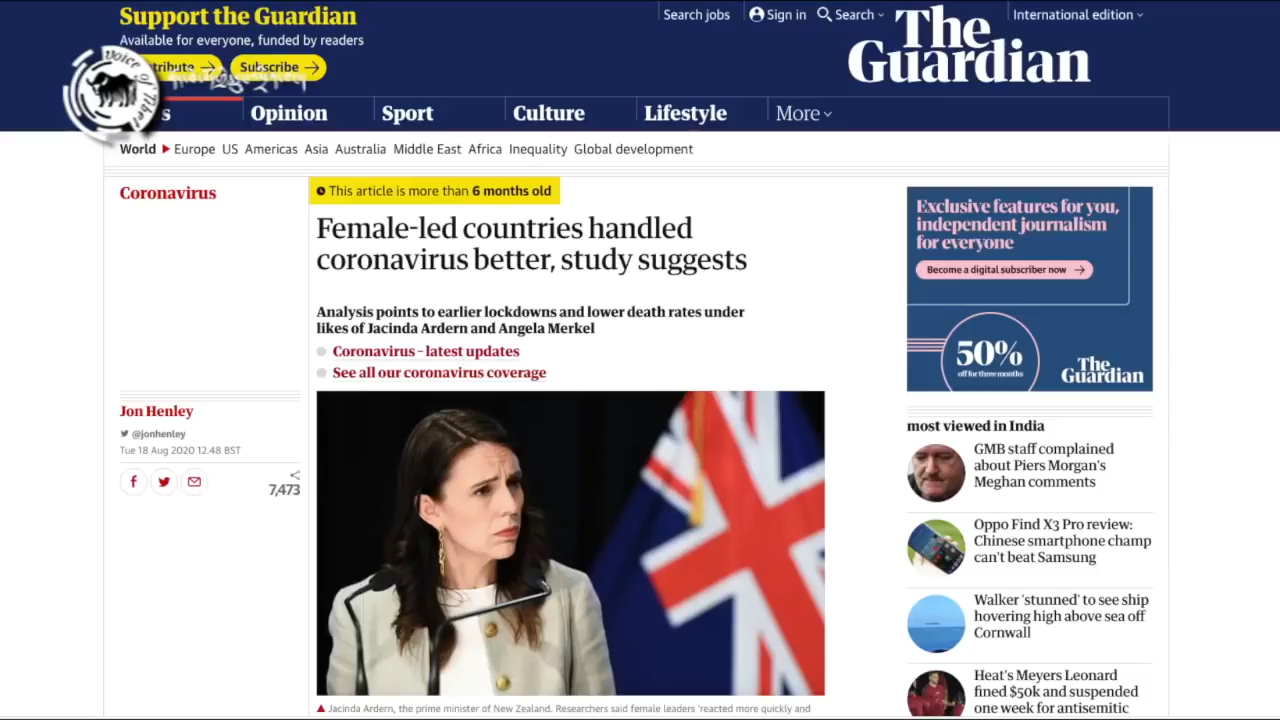 Support the Guardian
Available for everyone, funded by readers
Subscribe
Search jobs
Sign in
Search
International edition
The
Guardian
Voice of Tibet
Opinion
Sport
Culture
Lifestyle
More
World
Europe
US
Americas
Asia
Australia
Middle East
Africa
Inequality
Global development
Coronavirus
This article is more than 6 months old
Female-led countries handled
coronavirus better, study suggests
Analysis points to earlier lockdowns and lower death rates under
likes of Jacinda Ardern and Angela Merkel
Coronavirus – latest updates
See all our coronavirus coverage
Jon Henley
@jonhenley
Tue 18 Aug 2020 12.48 BST
7,473
Jacinda Ardern, the prime minister of New Zealand. Researchers said female leaders 'reacted more quickly and
Exclusive features for you,
independent journalism
for everyone
Become a digital subscriber now
50%
off for three months
The
Guardian
most viewed in India
GMB staff complained
about Piers Morgan's
Meghan comments
Oppo Find X3 Pro review:
Chinese smartphone champ
can't beat Samsung
Walker 'stunned' to see ship
hovering high above sea off
Cornwall
Heat's Meyers Leonard
fined $50k and suspended
one week for antisemitic